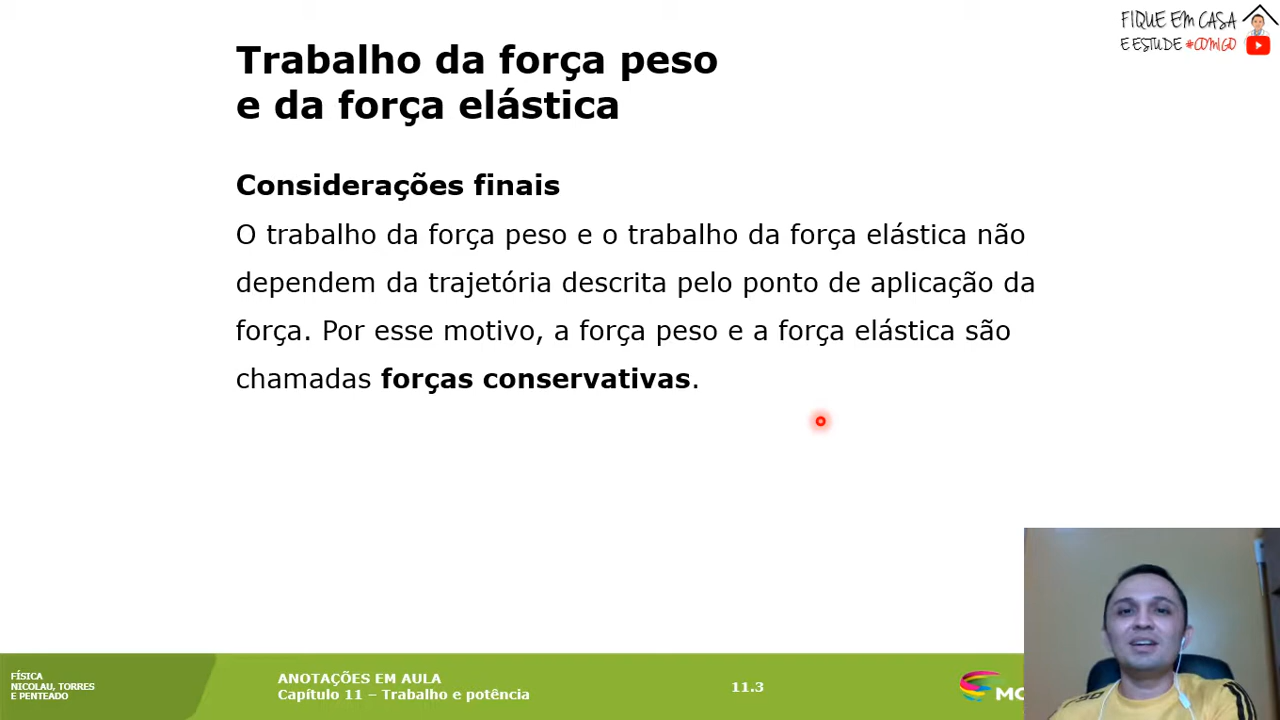 FIQUE EM CASA
E ESTUDE #COMIGO
Trabalho da força peso
e da força elástica
Considerações finais
O trabalho da força peso e o trabalho da força elástica não
dependem da trajetória descrita pelo ponto de aplicação da
força. Por esse motivo, a força peso e a força elástica são
chamadas forças conservativas.
FÍSICA
NICOLAU, TORRES
E PENTEADO
ANOTAÇÕES EM AULA
Capítulo 11 – Trabalho e potência
11.3